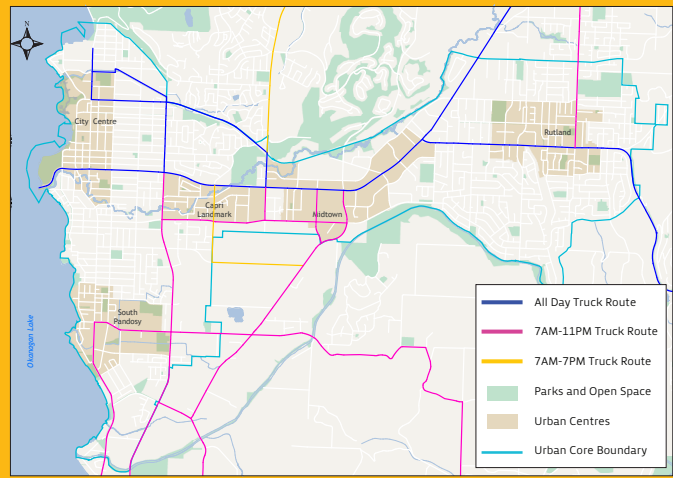 N
City Centre
Rutland
Capri
Landmark
Midtown
South
Pandosy
Okanagan Lake
All Day Truck Route
7AM-11PM Truck Route
7AM-7PM Truck Route
Parks and Open Space
Urban Centres
Urban Core Boundary